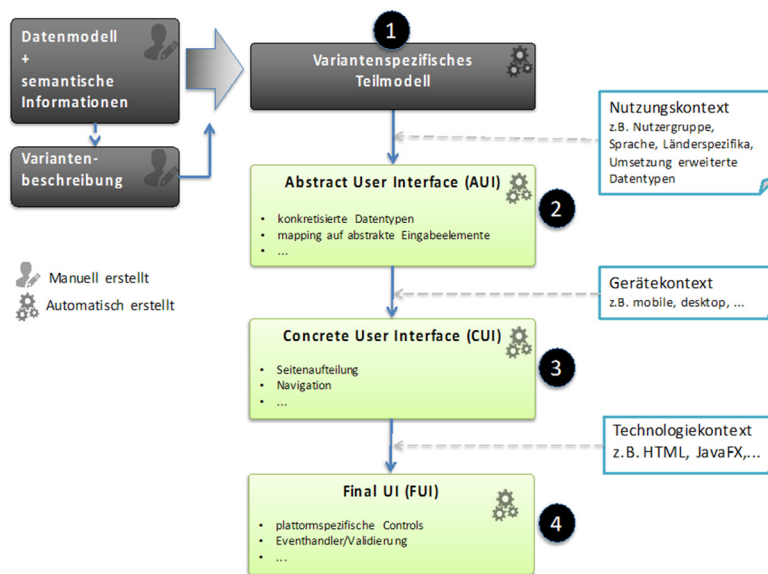 Datenmodell
+
semantische
Informationen
Varianten-
beschreibung
1
Variantenspezifisches
Teilmodell
Nutzungskontext
z.B. Nutzergruppe,
Sprache, Länderspezifika,
Umsetzung erweiterte
Datentypen
Abstract User Interface (AUI)
• konkretisierte Datentypen
• mapping auf abstrakte Eingabeelemente
• ...
2
Manuell erstellt
Automatisch erstellt
Gerätekontext
z.B. mobile, desktop, ...
Concrete User Interface (CUI)
• Seitenaufteilung
• Navigation
• ...
3
Technologiekontext
z.B. HTML, JavaFX,...
Final UI (FUI)
• plattormspezifische Controls
• Eventhandler/Validierung
• ...
4